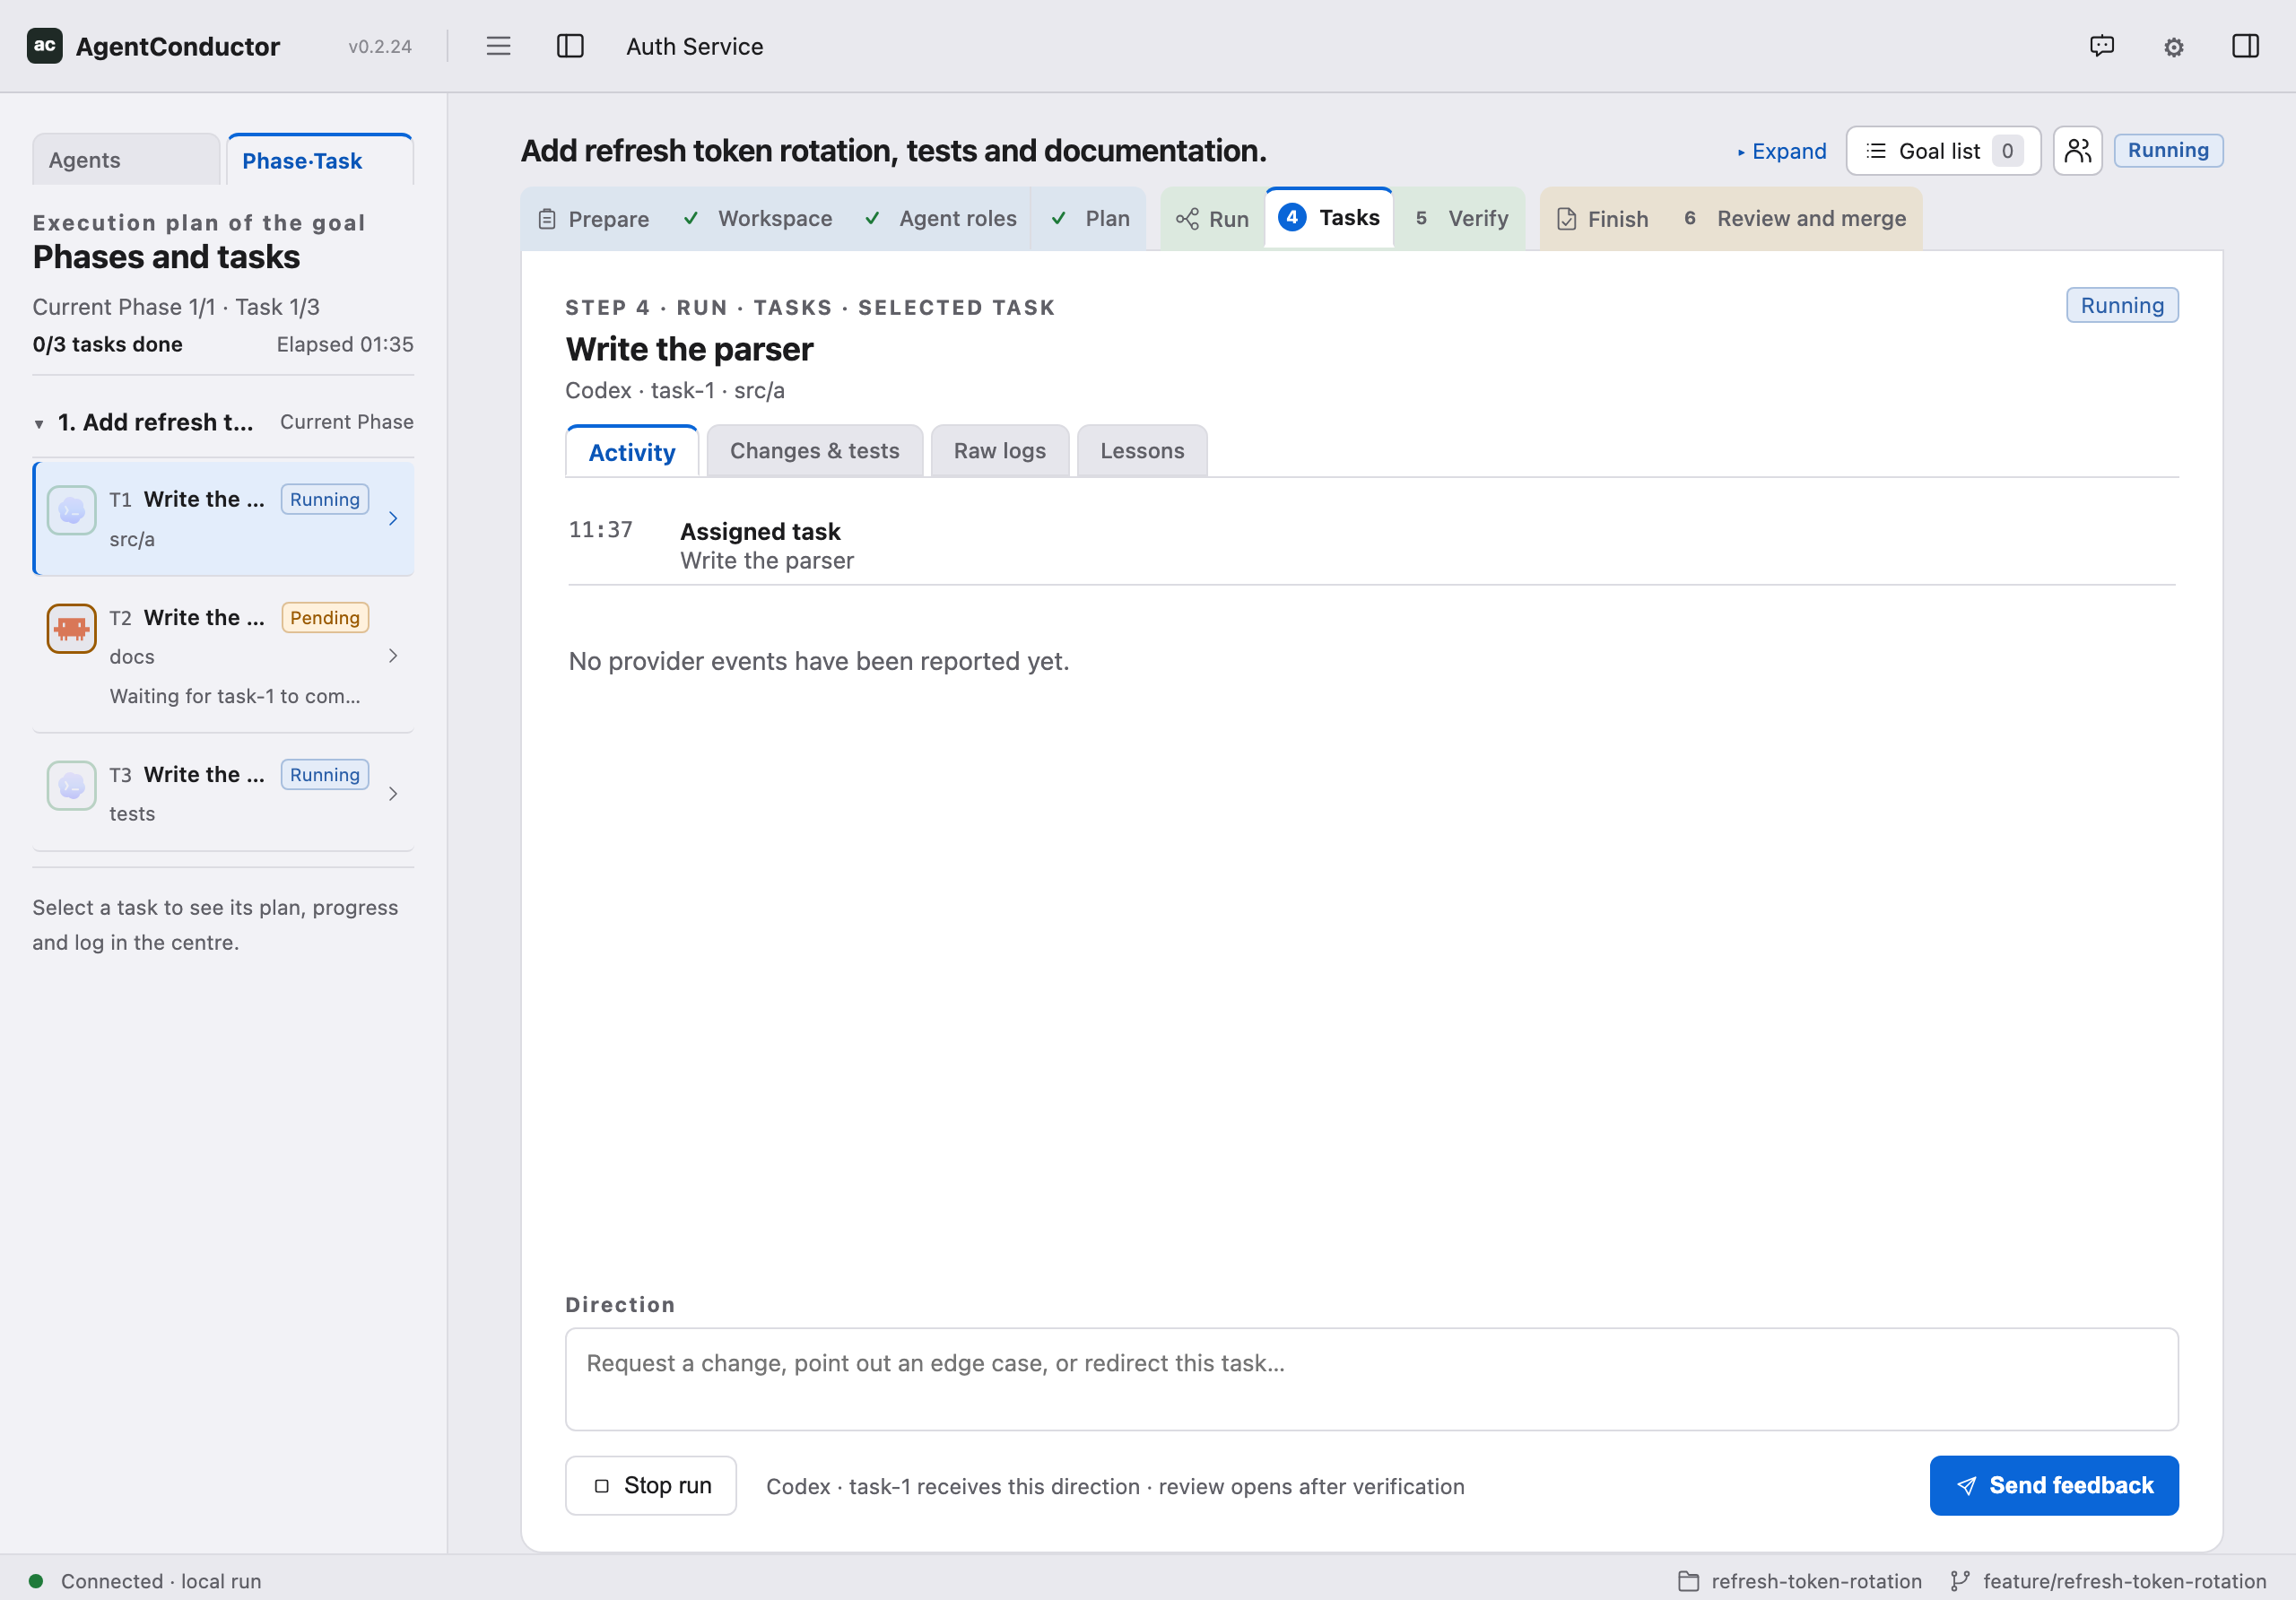 ac AgentConductor v0.2.24 Auth Service
Agents Phase·Task
Execution plan of the goal
Phases and tasks
Current Phase 1/1 · Task 1/3
0/3 tasks done Elapsed 01:35
1. Add refresh t... Current Phase
T1 Write the ... Running
src/a
T2 Write the ... Pending
docs
Waiting for task-1 to com...
T3 Write the ... Running
tests
Select a task to see its plan, progress
and log in the centre.
Add refresh token rotation, tests and documentation. Expand Goal list 0 Running
Prepare Workspace Agent roles Plan Run 4 Tasks 5 Verify Finish 6 Review and merge
STEP 4 · RUN · TASKS · SELECTED TASK Running
Write the parser
Codex · task-1 · src/a
Activity Changes & tests Raw logs Lessons
11:37 Assigned task
Write the parser
No provider events have been reported yet.
Direction
Request a change, point out an edge case, or redirect this task...
Stop run Codex · task-1 receives this direction · review opens after verification Send feedback
Connected · local run refresh-token-rotation feature/refresh-token-rotation